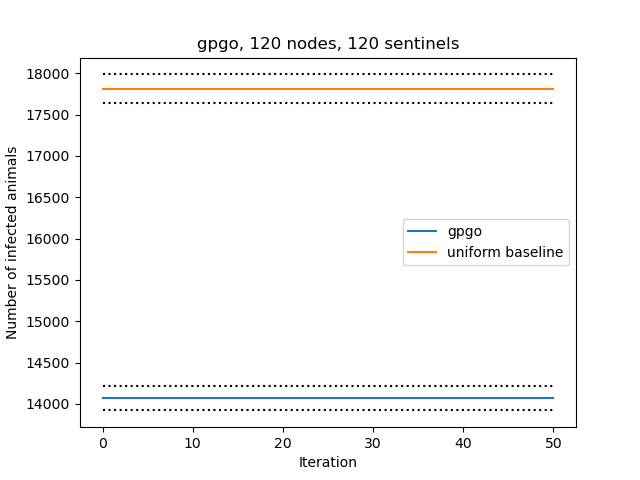 gpgo, 120 nodes, 120 sentinels
Number of infected animals
18000
17500
17000
16500
16000
15500
15000
14500
14000
gpgo
uniform baseline
0 10 20 30 40 50
Iteration